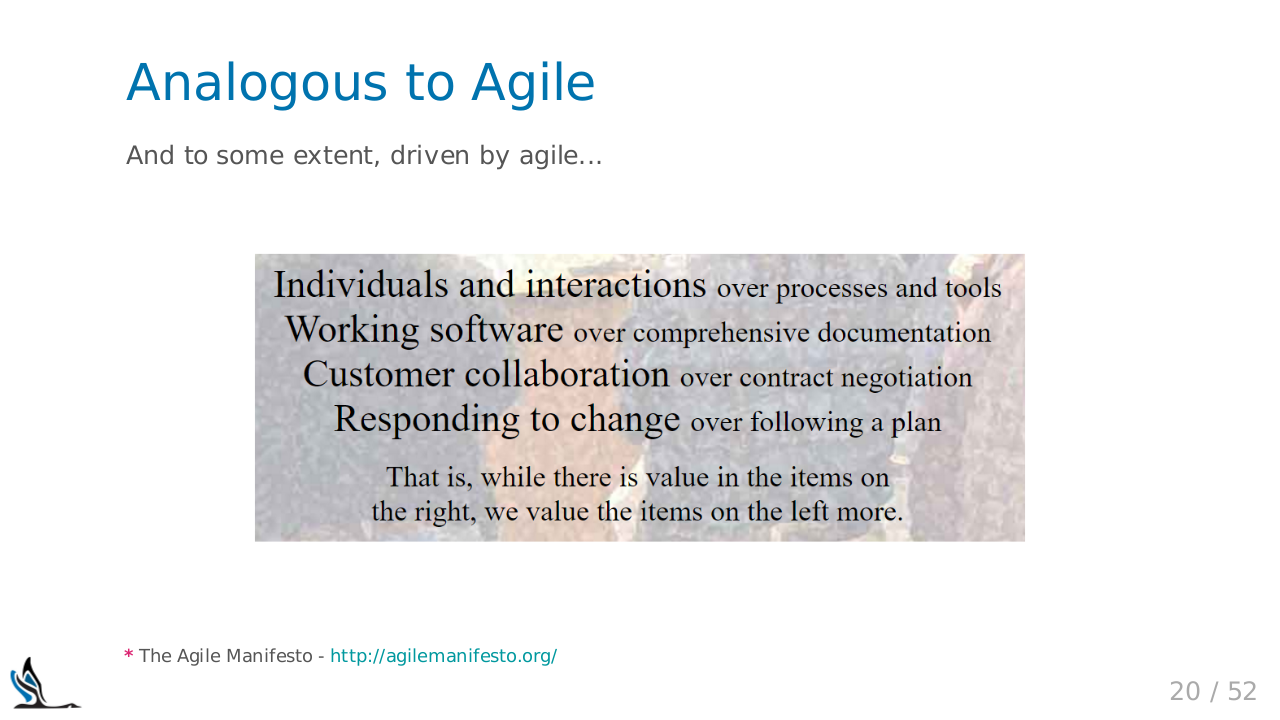 Analogous to Agile
And to some extent, driven by agile...
Individuals and interactions over processes and tools
Working software over comprehensive documentation
Customer collaboration over contract negotiation
Responding to change over following a plan
That is, while there is value in the items on
the right, we value the items on the left more.
* The Agile Manifesto - http://agilemanifesto.org/
20 / 52